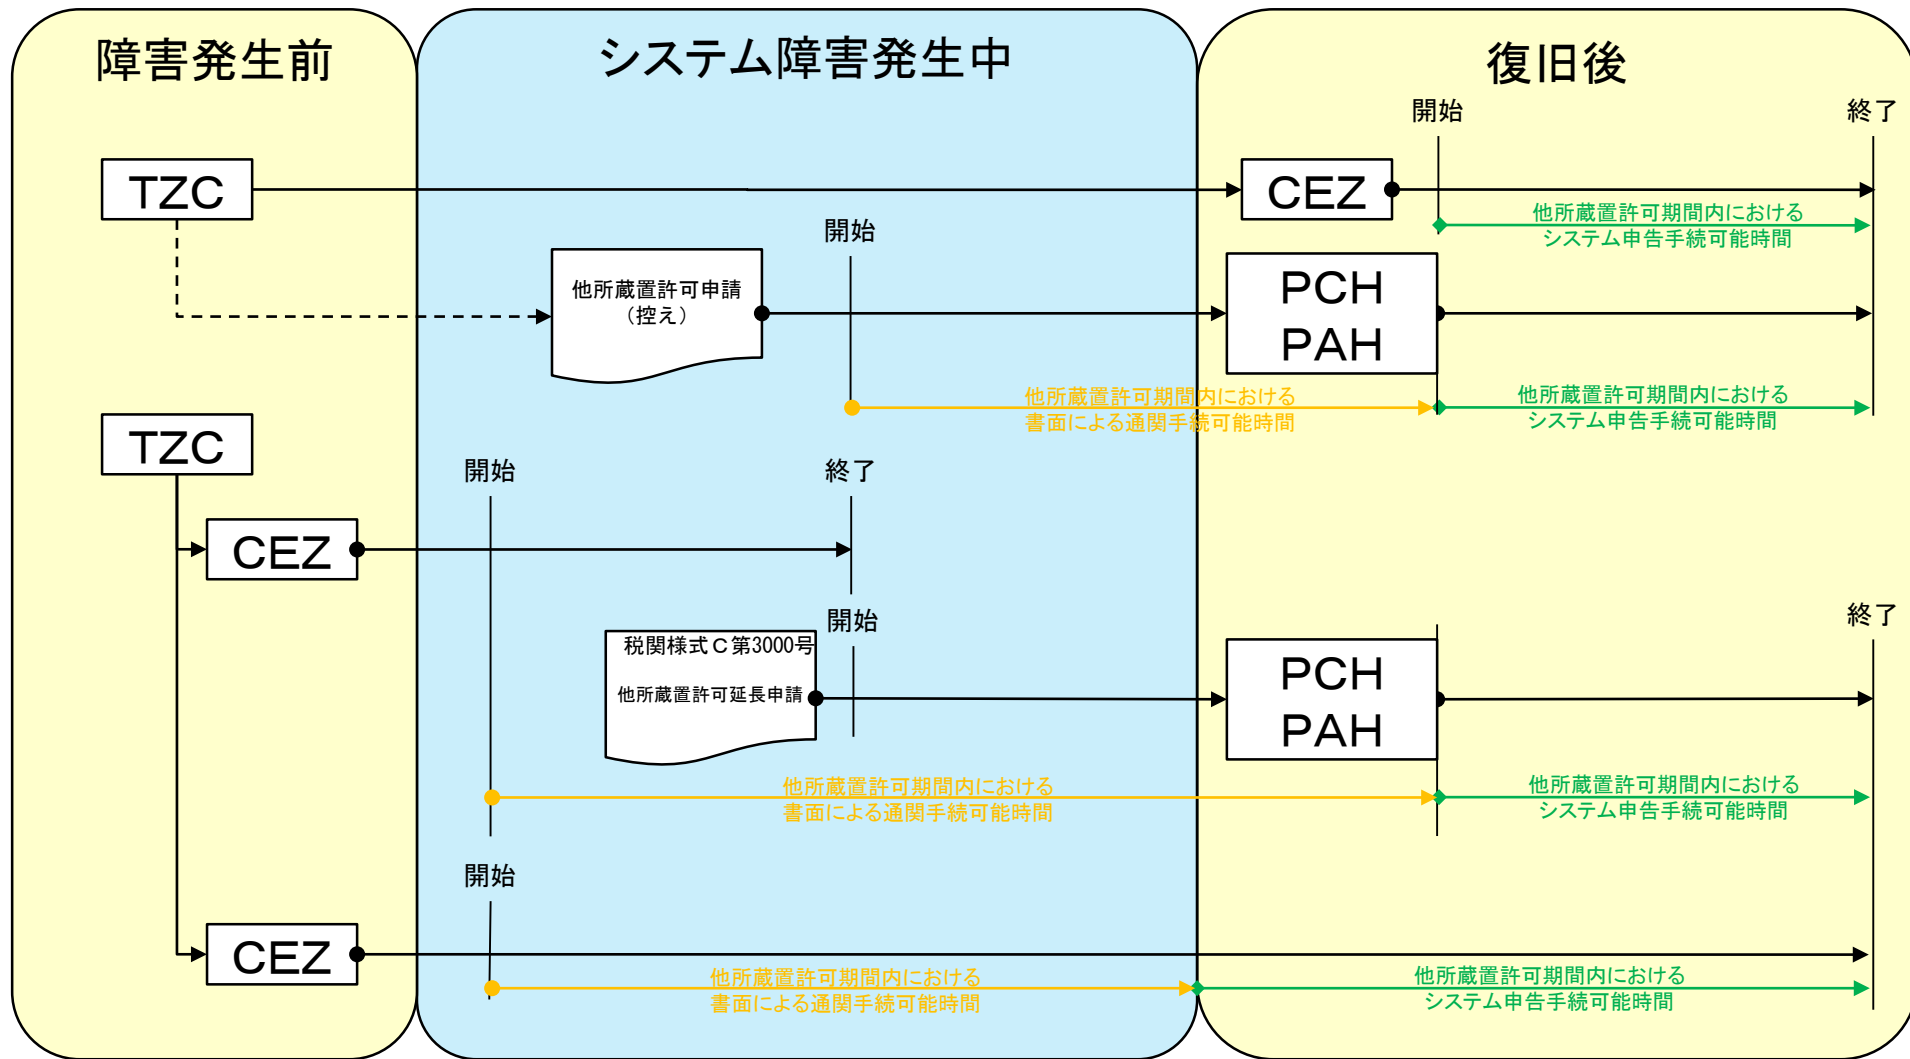 障害発生前
システム障害発生中
復旧後
開始
終了
TZC
CEZ
他所蔵置許可期間内における
システム申告手続可能時間
開始
他所蔵置許可申請
（控え）
PCH
PAH
他所蔵置許可期間内における
書面による通関手続可能時間
他所蔵置許可期間内における
システム申告手続可能時間
TZC
開始
終了
CEZ
開始
終了
税関様式C第3000号
他所蔵置許可延長申請
PCH
PAH
他所蔵置許可期間内における
書面による通関手続可能時間
他所蔵置許可期間内における
システム申告手続可能時間
開始
CEZ
他所蔵置許可期間内における
書面による通関手続可能時間
他所蔵置許可期間内における
システム申告手続可能時間